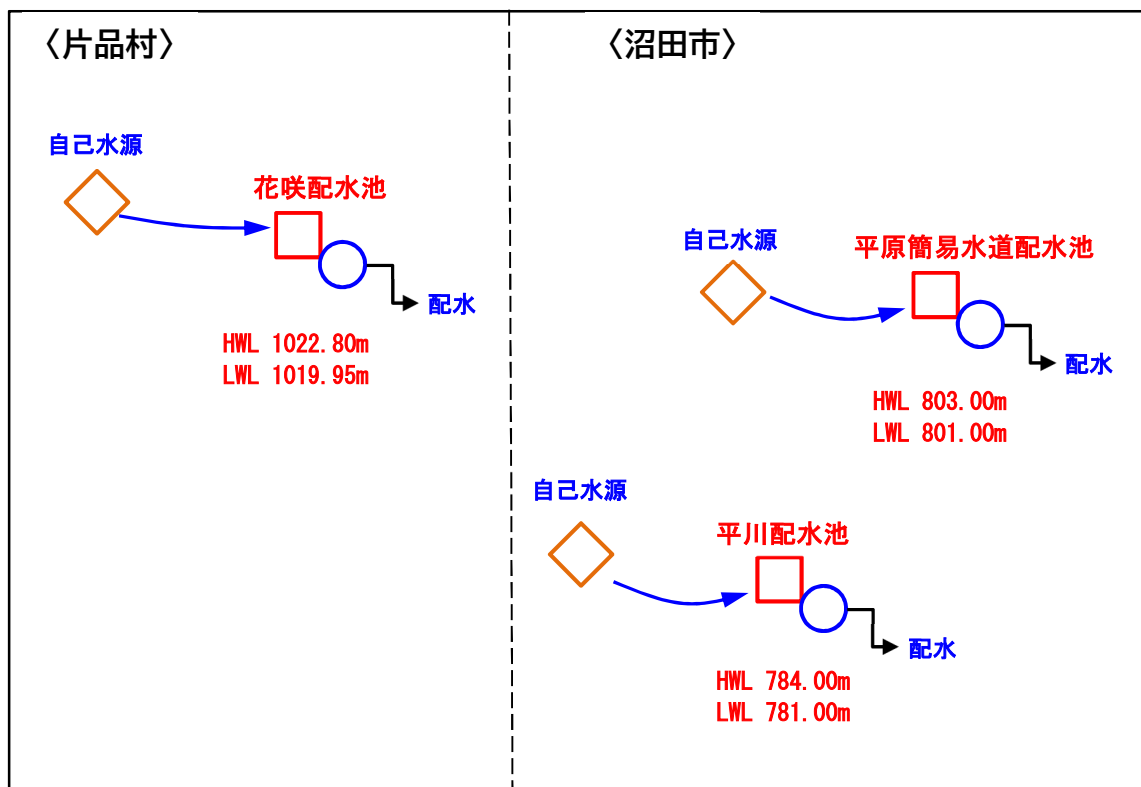 〈片品村〉
自己水源
花咲配水池
配水
HWL 1022.80m
LWL 1019.95m
〈沼田市〉
自己水源
平原簡易水道配水池
配水
HWL 803.00m
LWL 801.00m
自己水源
平川配水池
配水
HWL 784.00m
LWL 781.00m